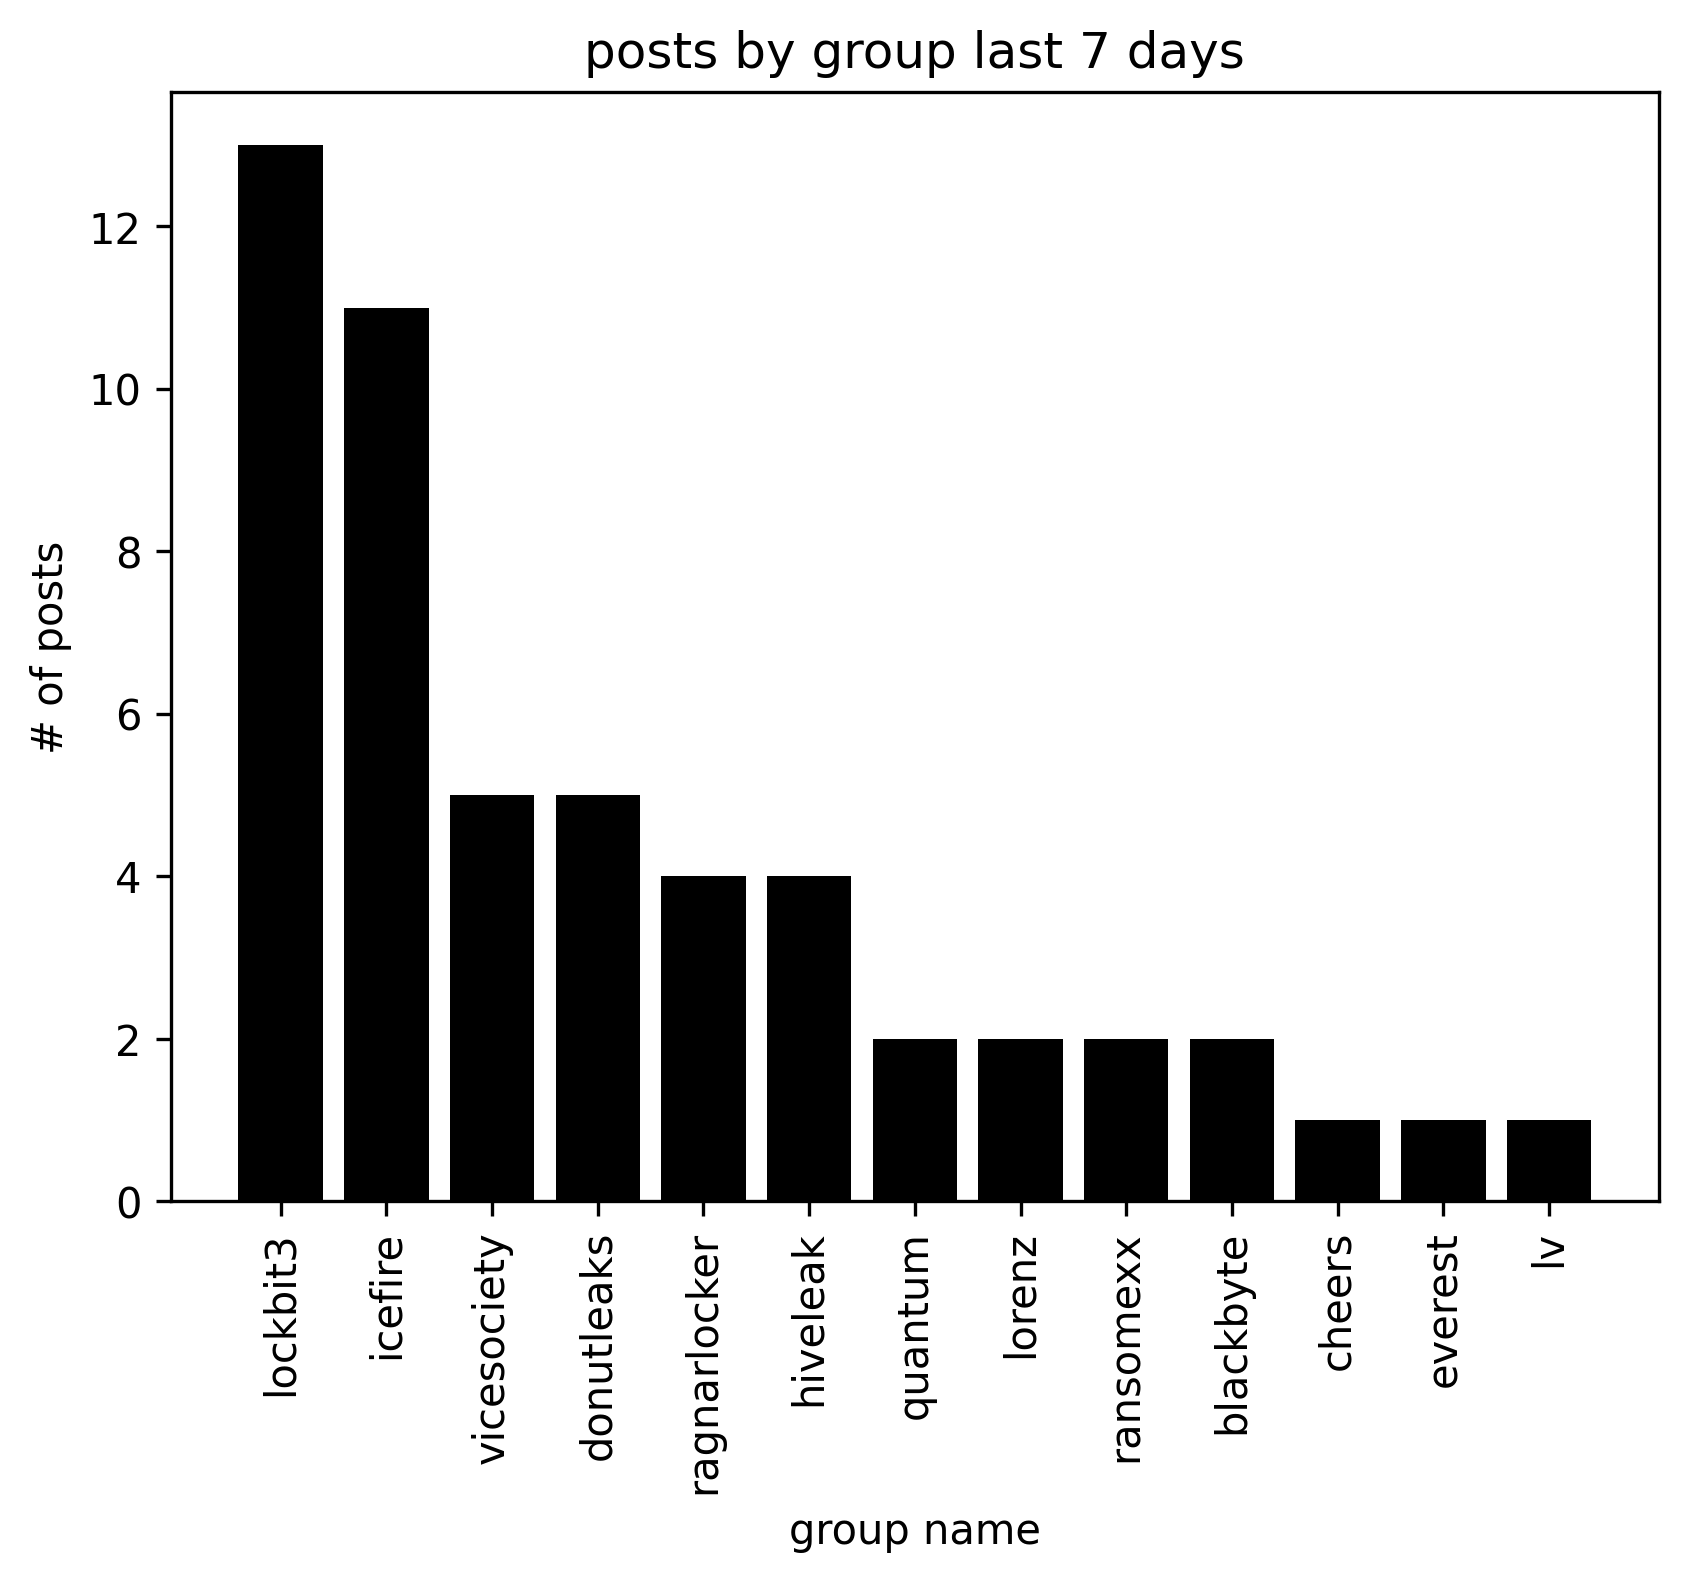 posts by group last 7 days
# of posts
12
10
8
6
4
2
0
lockbit3
icefire
vicesociety
donutleaks
ragnarlocker
hiveleak
quantum
lorenz
ransomexx
blackbyte
cheers
everest
lv
group name